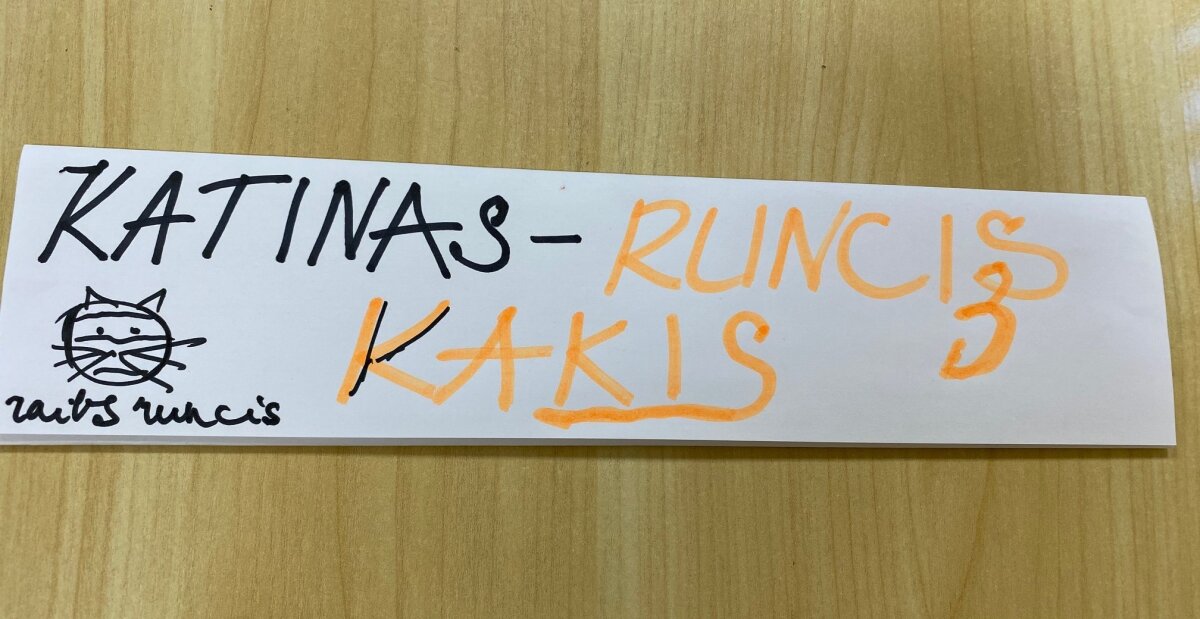 KATINAS - RUNCIS
KAKIS 3
raibs runcis